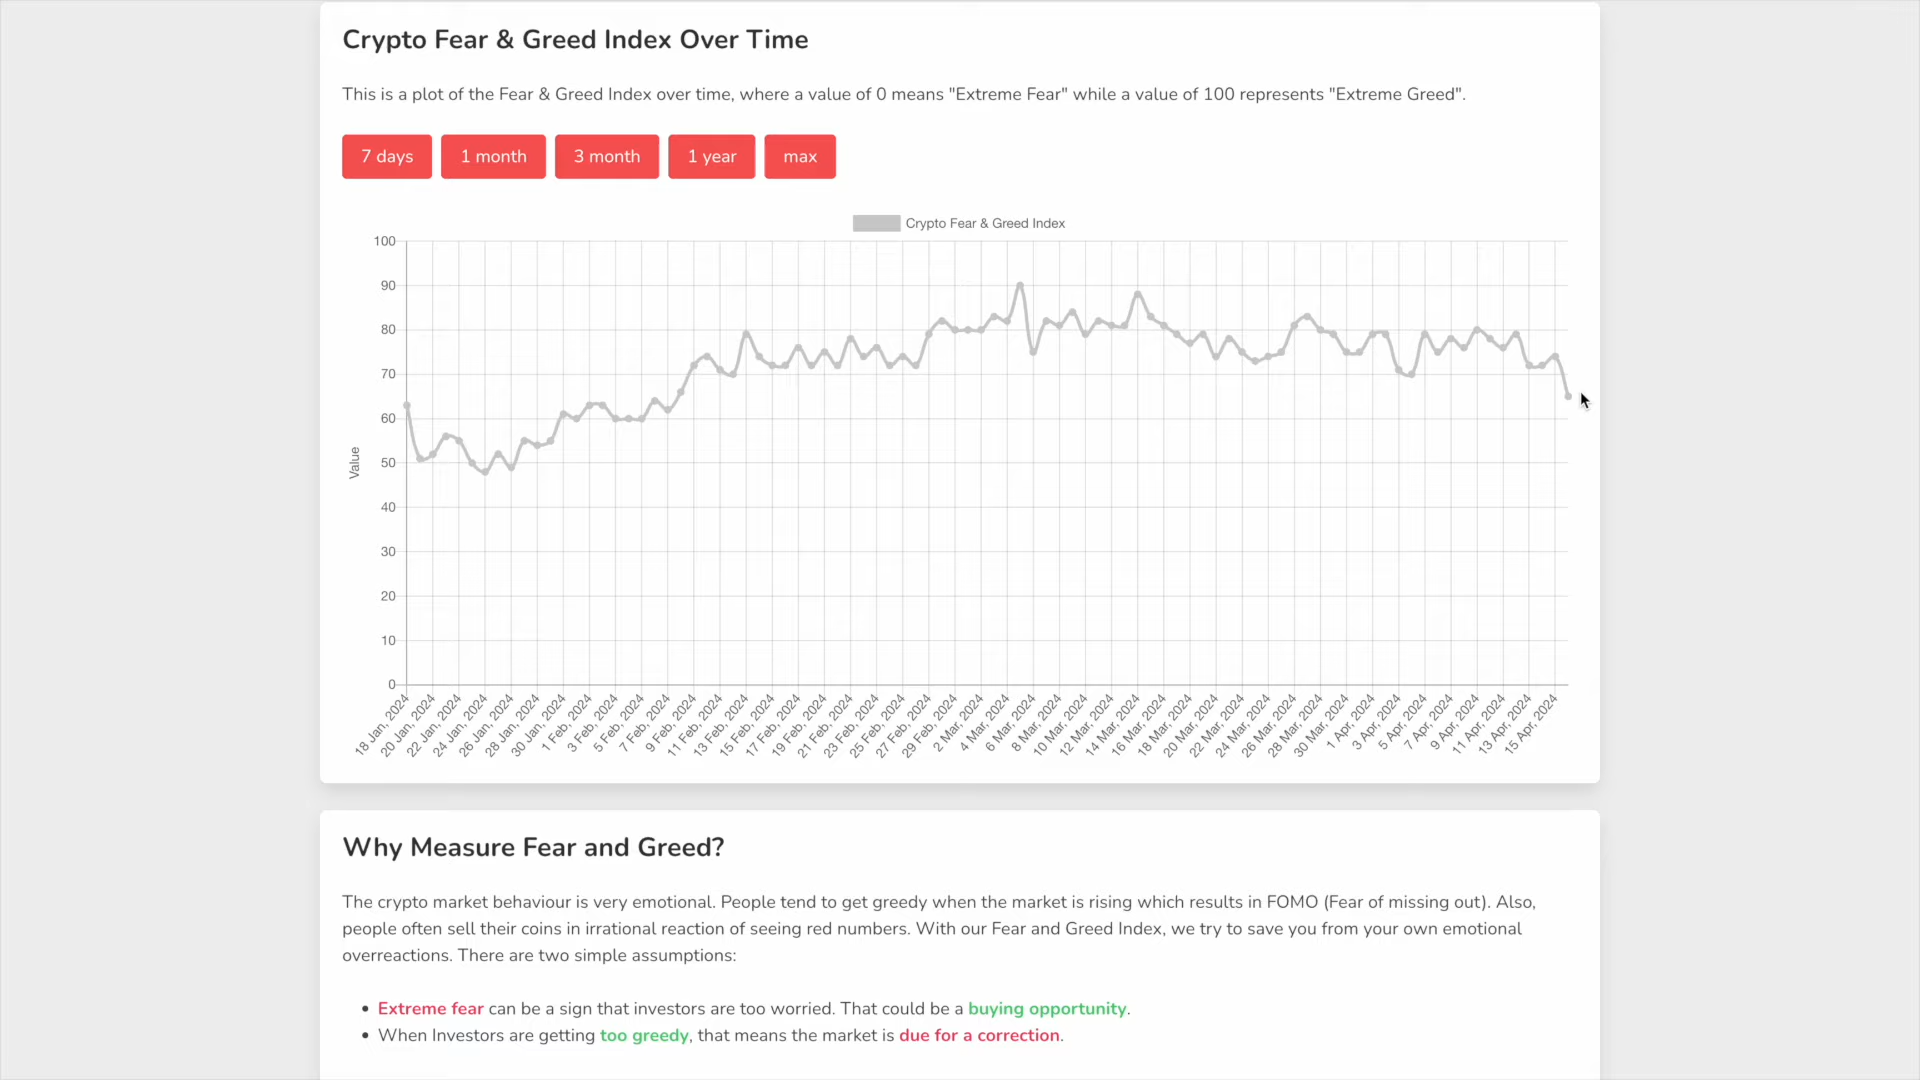 Crypto Fear & Greed Index Over Time
This is a plot of the Fear & Greed Index over time, where a value of 0 means "Extreme Fear" while a value of 100 represents "Extreme Greed".
7 days 1 month 3 month 1 year max
Crypto Fear & Greed Index
100
90
80
70
60
50
40
30
20
10
0
Value
18 Jan, 2024 20 Jan, 2024 22 Jan, 2024 24 Jan, 2024 26 Jan, 2024 28 Jan, 2024 30 Jan, 2024 1 Feb, 2024 3 Feb, 2024 5 Feb, 2024 7 Feb, 2024 9 Feb, 2024 11 Feb, 2024 13 Feb, 2024 15 Feb, 2024 17 Feb, 2024 19 Feb, 2024 21 Feb, 2024 23 Feb, 2024 25 Feb, 2024 27 Feb, 2024 29 Feb, 2024 2 Mar, 2024 4 Mar, 2024 6 Mar, 2024 8 Mar, 2024 10 Mar, 2024 12 Mar, 2024 14 Mar, 2024 16 Mar, 2024 18 Mar, 2024 20 Mar, 2024 22 Mar, 2024 24 Mar, 2024 26 Mar, 2024 28 Mar, 2024 30 Mar, 2024 1 Apr, 2024 3 Apr, 2024 5 Apr, 2024 7 Apr, 2024 9 Apr, 2024 11 Apr, 2024 13 Apr, 2024 15 Apr, 2024
Why Measure Fear and Greed?
The crypto market behaviour is very emotional. People tend to get greedy when the market is rising which results in FOMO (Fear of missing out). Also,
people often sell their coins in irrational reaction of seeing red numbers. With our Fear and Greed Index, we try to save you from your own emotional
overreactions. There are two simple assumptions:
• Extreme fear can be a sign that investors are too worried. That could be a buying opportunity.
• When Investors are getting too greedy, that means the market is due for a correction.